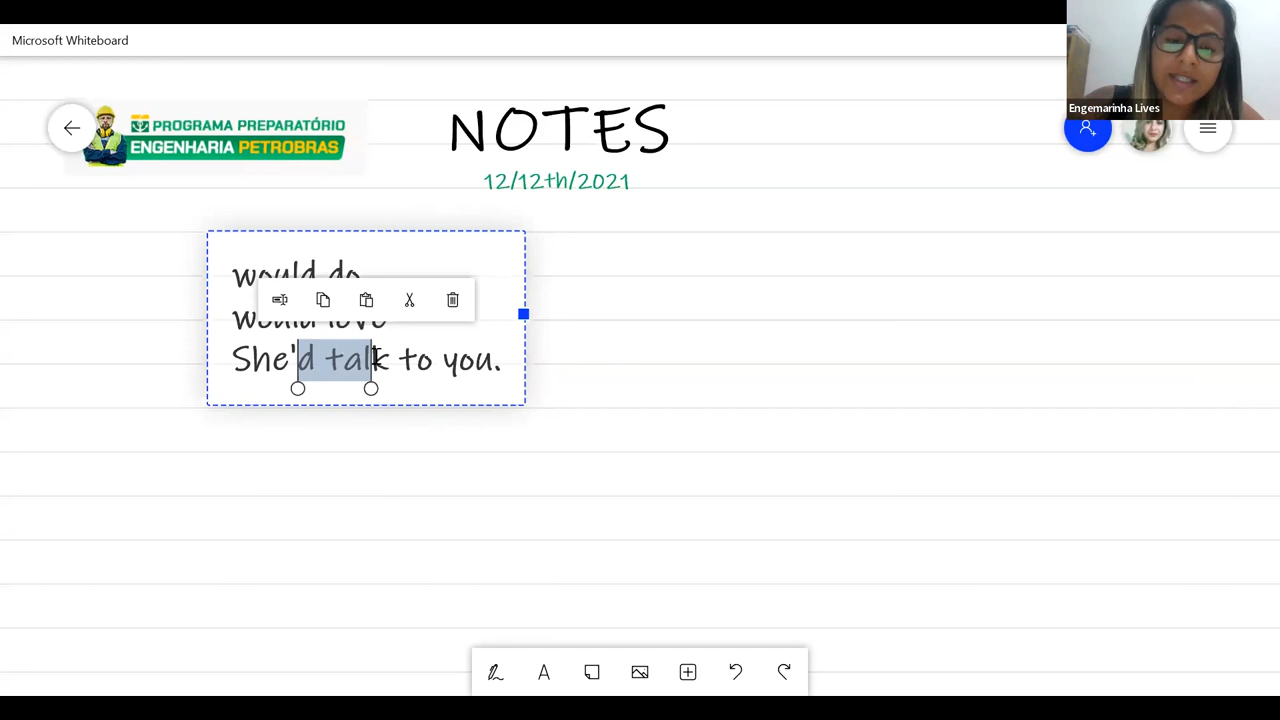 Microsoft Whiteboard
Engemarinha Lives
PROGRAMA PREPARATÓRIO
ENGENHARIA PETROBRAS
NOTES
12/12th/2021
would do
would love
She'd talk to you.